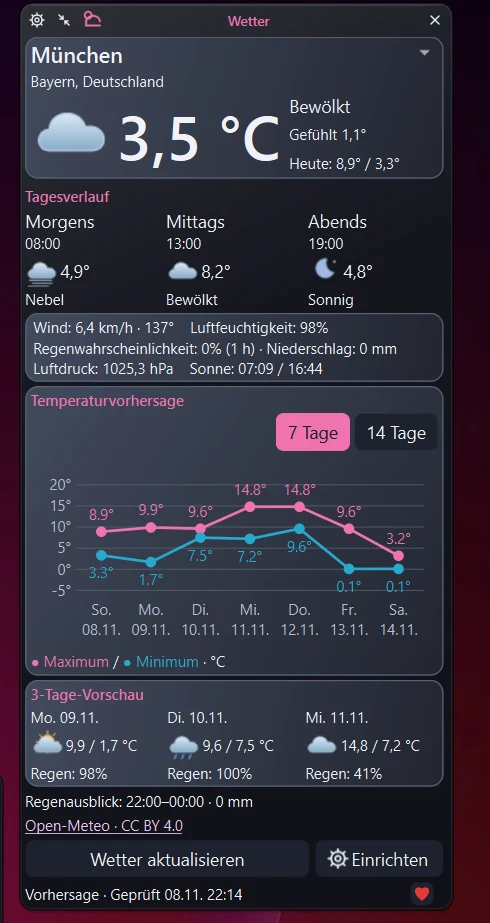 Wetter
München
Bayern, Deutschland
3,5 °C
Bewölkt
Gefühlt 1,1°
Heute: 8,9° / 3,3°
Tagesverlauf
Morgens Mittags Abends
08:00 13:00 19:00
4,9° 8,2° 4,8°
Nebel Bewölkt Sonnig
Wind: 6,4 km/h · 137° Luftfeuchtigkeit: 98%
Regenwahrscheinlichkeit: 0% (1 h) · Niederschlag: 0 mm
Luftdruck: 1025,3 hPa Sonne: 07:09 / 16:44
Temperaturvorhersage
7 Tage 14 Tage
20°
15°
10°
5°
0°
-5°
8.9° 9.9° 9.6° 14.8° 14.8° 9.6° 3.2°
3.3° 1.7° 7.5° 7.2° 9.6° 0.1° 0.1°
So. Mo. Di. Mi. Do. Fr. Sa.
08.11. 09.11. 10.11. 11.11. 12.11. 13.11. 14.11.
Maximum / Minimum · °C
3-Tage-Vorschau
Mo. 09.11. Di. 10.11. Mi. 11.11.
9,9 / 1,7 °C 9,6 / 7,5 °C 14,8 / 7,2 °C
Regen: 98% Regen: 100% Regen: 41%
Regenausblick: 22:00–00:00 · 0 mm
Open-Meteo · CC BY 4.0
Wetter aktualisieren Einrichten
Vorhersage · Geprüft 08.11. 22:14